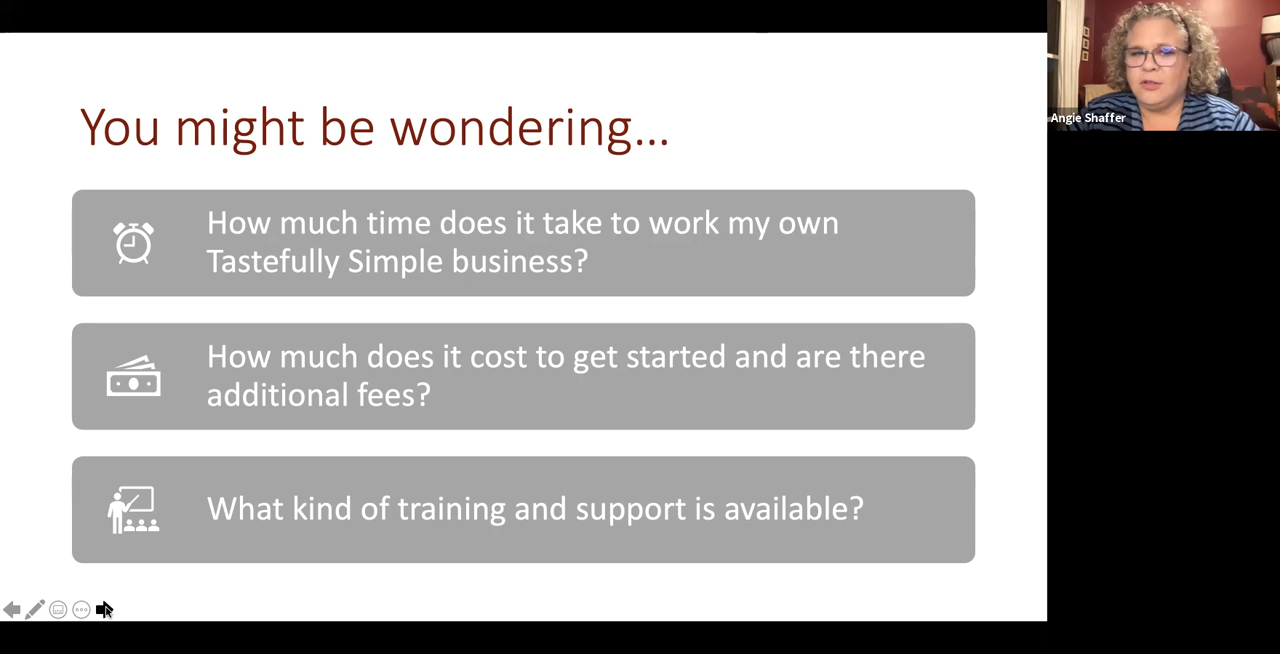 You might be wondering...
How much time does it take to work my own
Tastefully Simple business?
How much does it cost to get started and are there
additional fees?
What kind of training and support is available?
Angie Shaffer